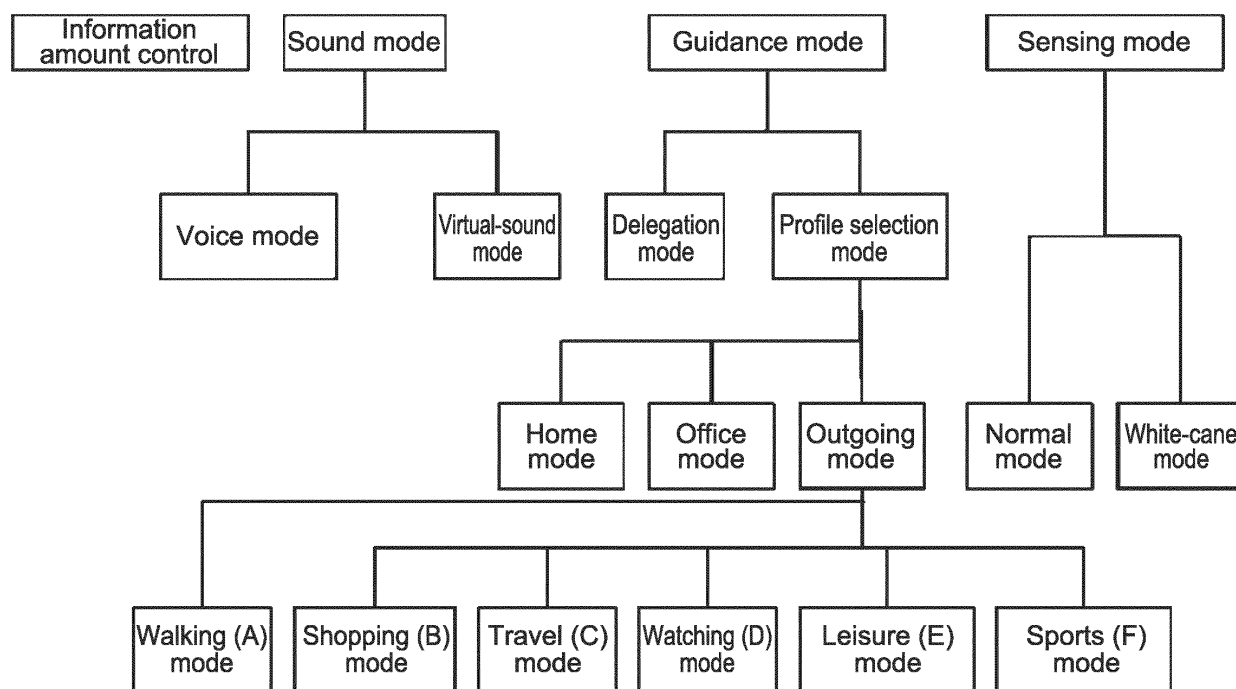 Information
amount control
Sound mode
Guidance mode
Sensing mode
Voice mode
Virtual-sound
mode
Delegation
mode
Profile selection
mode
Home
mode
Office
mode
Outgoing
mode
Normal
mode
White-cane
mode
Walking (A)
mode
Shopping (B)
mode
Travel (C)
mode
Watching (D)
mode
Leisure (E)
mode
Sports (F)
mode